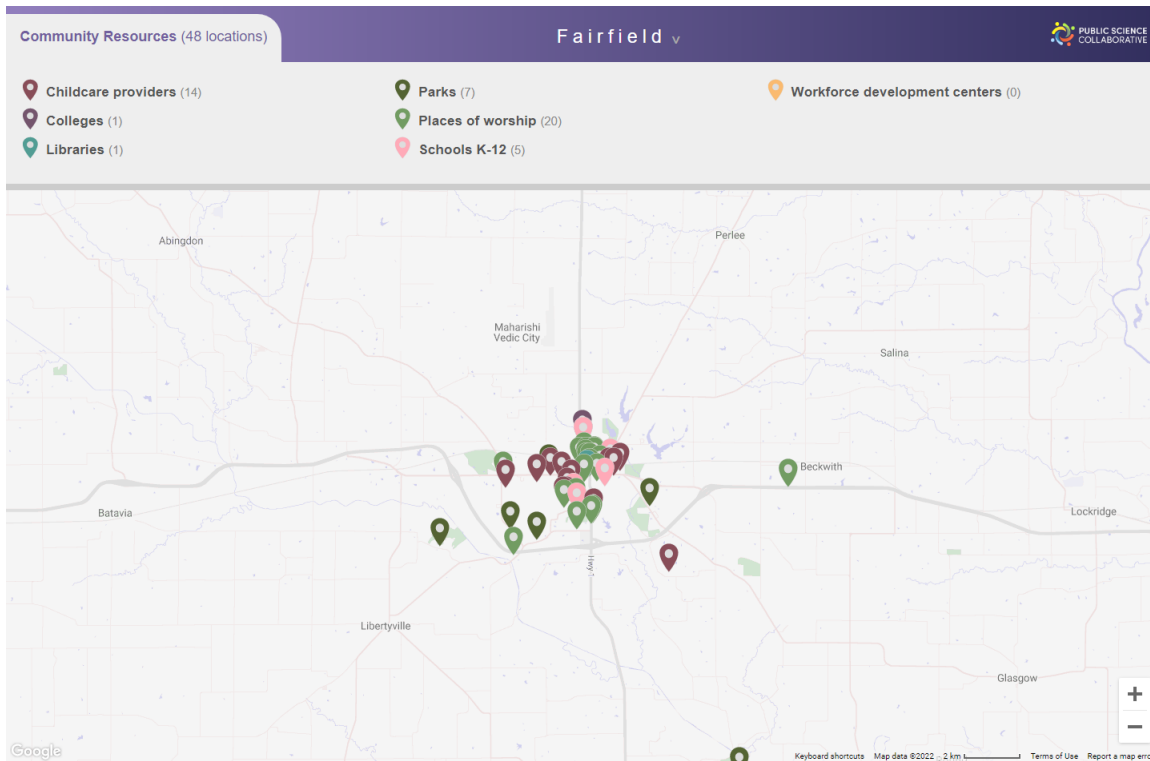 Community Resources (48 locations)
Fairfield v
PUBLIC SCIENCE
COLLABORATIVE
Childcare providers (14)
Parks (7)
Workforce development centers (0)
Colleges (1)
Places of worship (20)
Libraries (1)
Schools K-12 (5)
Abingdon
Perlee
Maharishi
Vedic City
Salina
Beckwith
Batavia
Lockridge
Hwy 1
Libertyville
Glasgow
+
−
Google
Keyboard shortcuts Map data ©2022 2 km Terms of Use Report a map erro